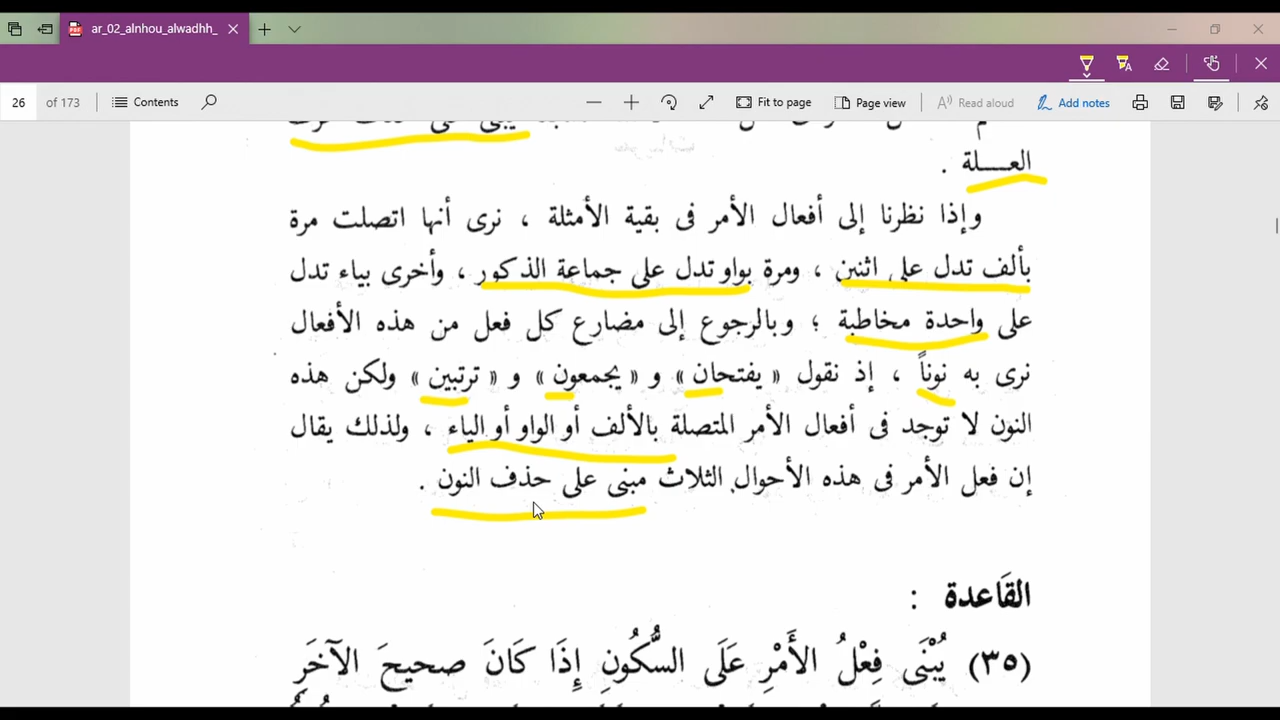 ar_02_alnhou_alwadhh_
26 of 173 Contents Fit to page Page view Read aloud Add notes
العـــلة .
وإذا نظرنا إلى أفعال الأمر فى بقية الأمثلة ، نرى أنها اتصلت مرة
بألف تدل على اثنين ، ومرة بواو تدل على جماعة الذكور ، وأخرى بياء تدل
على واحدة مخاطبة ؛ وبالرجوع إلى مضارع كل فعل من هذه الأفعال
نرى به نوناً ، إذ نقول « يفتحان » و « يجمعون » و « ترتبين » ولكن هذه
النون لا توجد فى أفعال الأمر المتصلة بالألف أو الواو أو الياء ، ولذلك يقال
إن فعل الأمر فى هذه الأحوال الثلاث مبنى على حذف النون .
القَاعدة :
(٣٥) يُبْنَى فِعْلُ الأَمْرِ عَلَى السُّكُونِ إِذَا كَانَ صحيحَ الآخَرِ